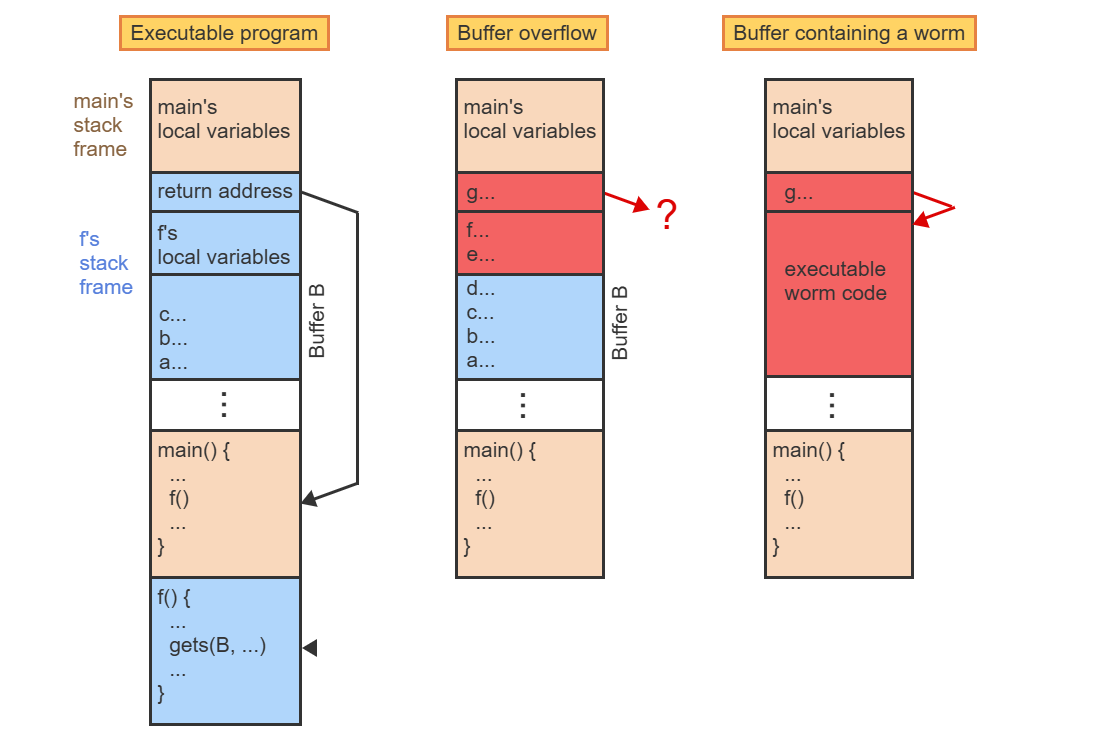 Executable program
main's
stack
frame
main's
local variables
return address
f's
stack
frame
f's
local variables
c...
b...
a...
Buffer B
⋮
main() {
...
f()
...
}
f() {
...
gets(B, ...)
...
}
Buffer overflow
main's
local variables
g...
?
f...
e...
d...
c...
b...
a...
Buffer B
⋮
main() {
...
f()
...
}
Buffer containing a worm
main's
local variables
g...
executable
worm code
⋮
main() {
...
f()
...
}